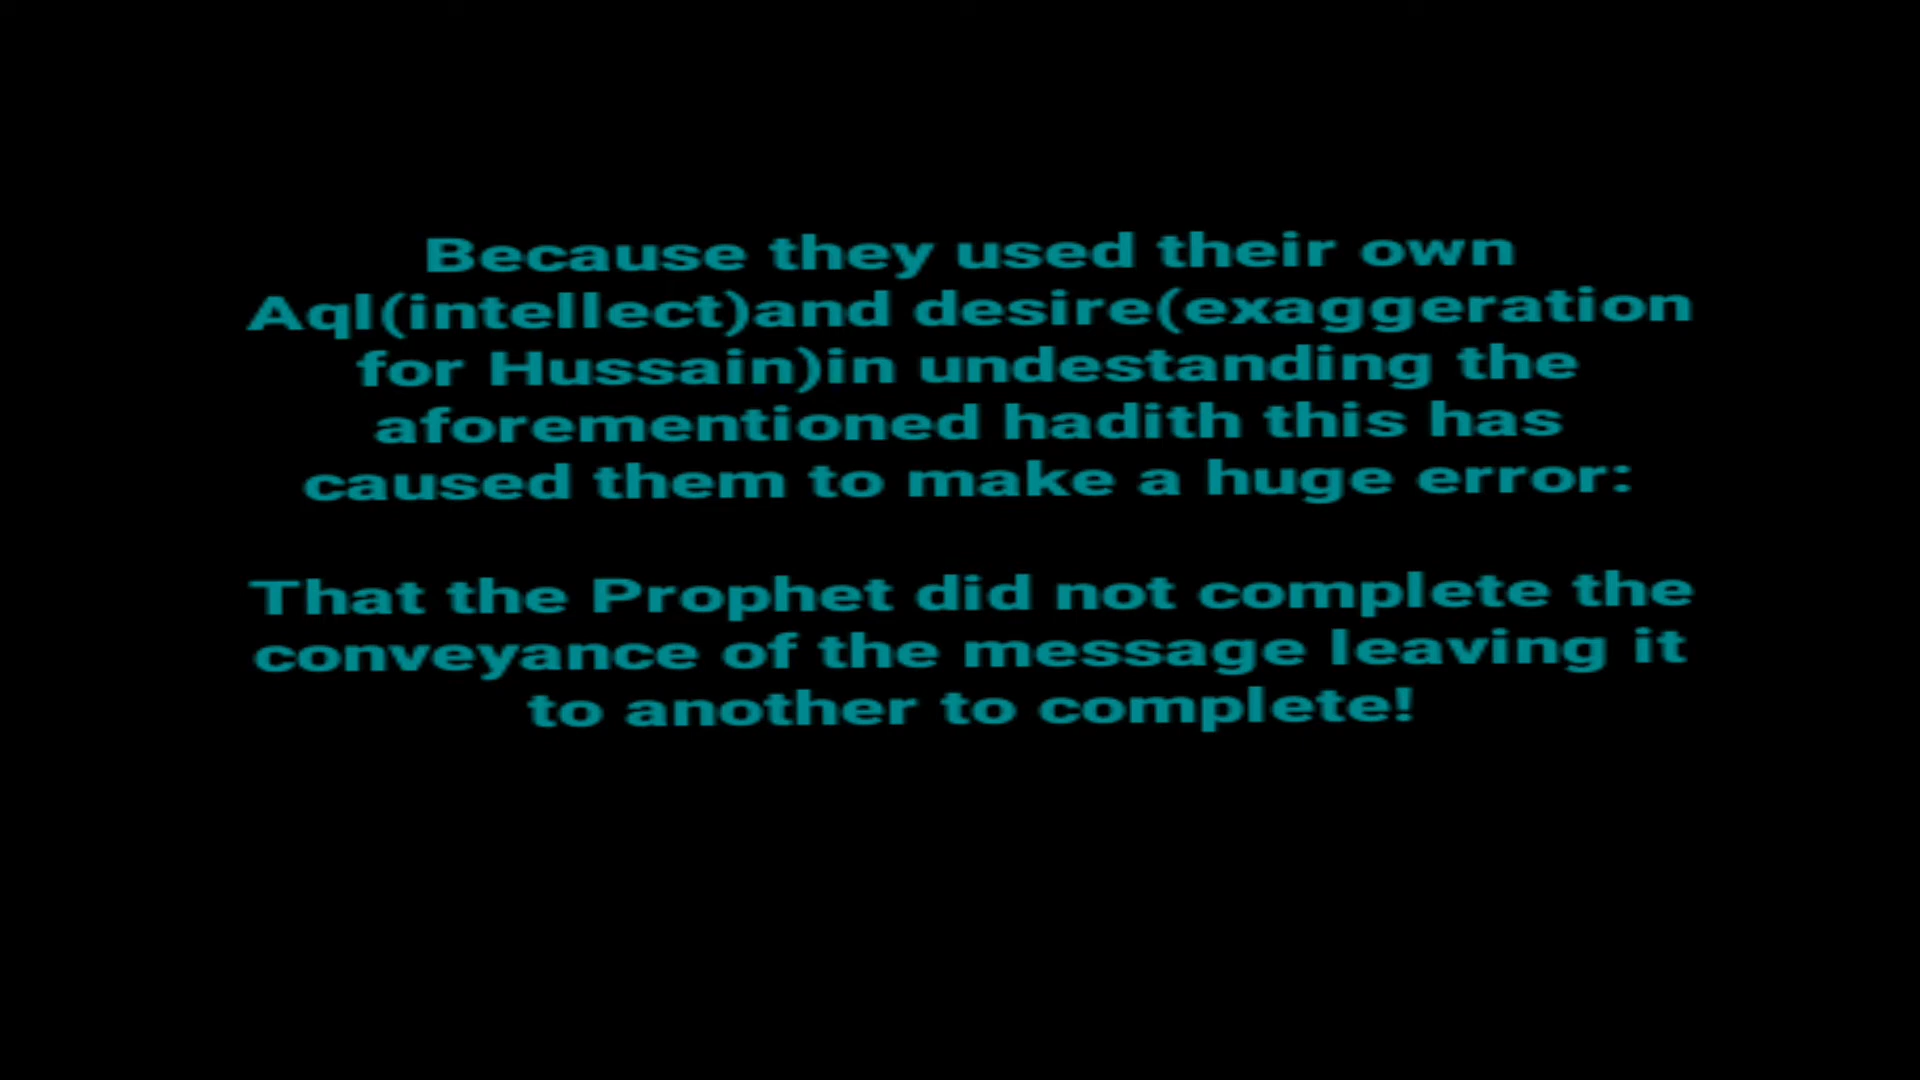 Because they used their own
Aql(intellect)and desire(exaggeration
for Hussain)in undestanding the
aforementioned hadith this has
caused them to make a huge error:
That the Prophet did not complete the
conveyance of the message leaving it
to another to complete!